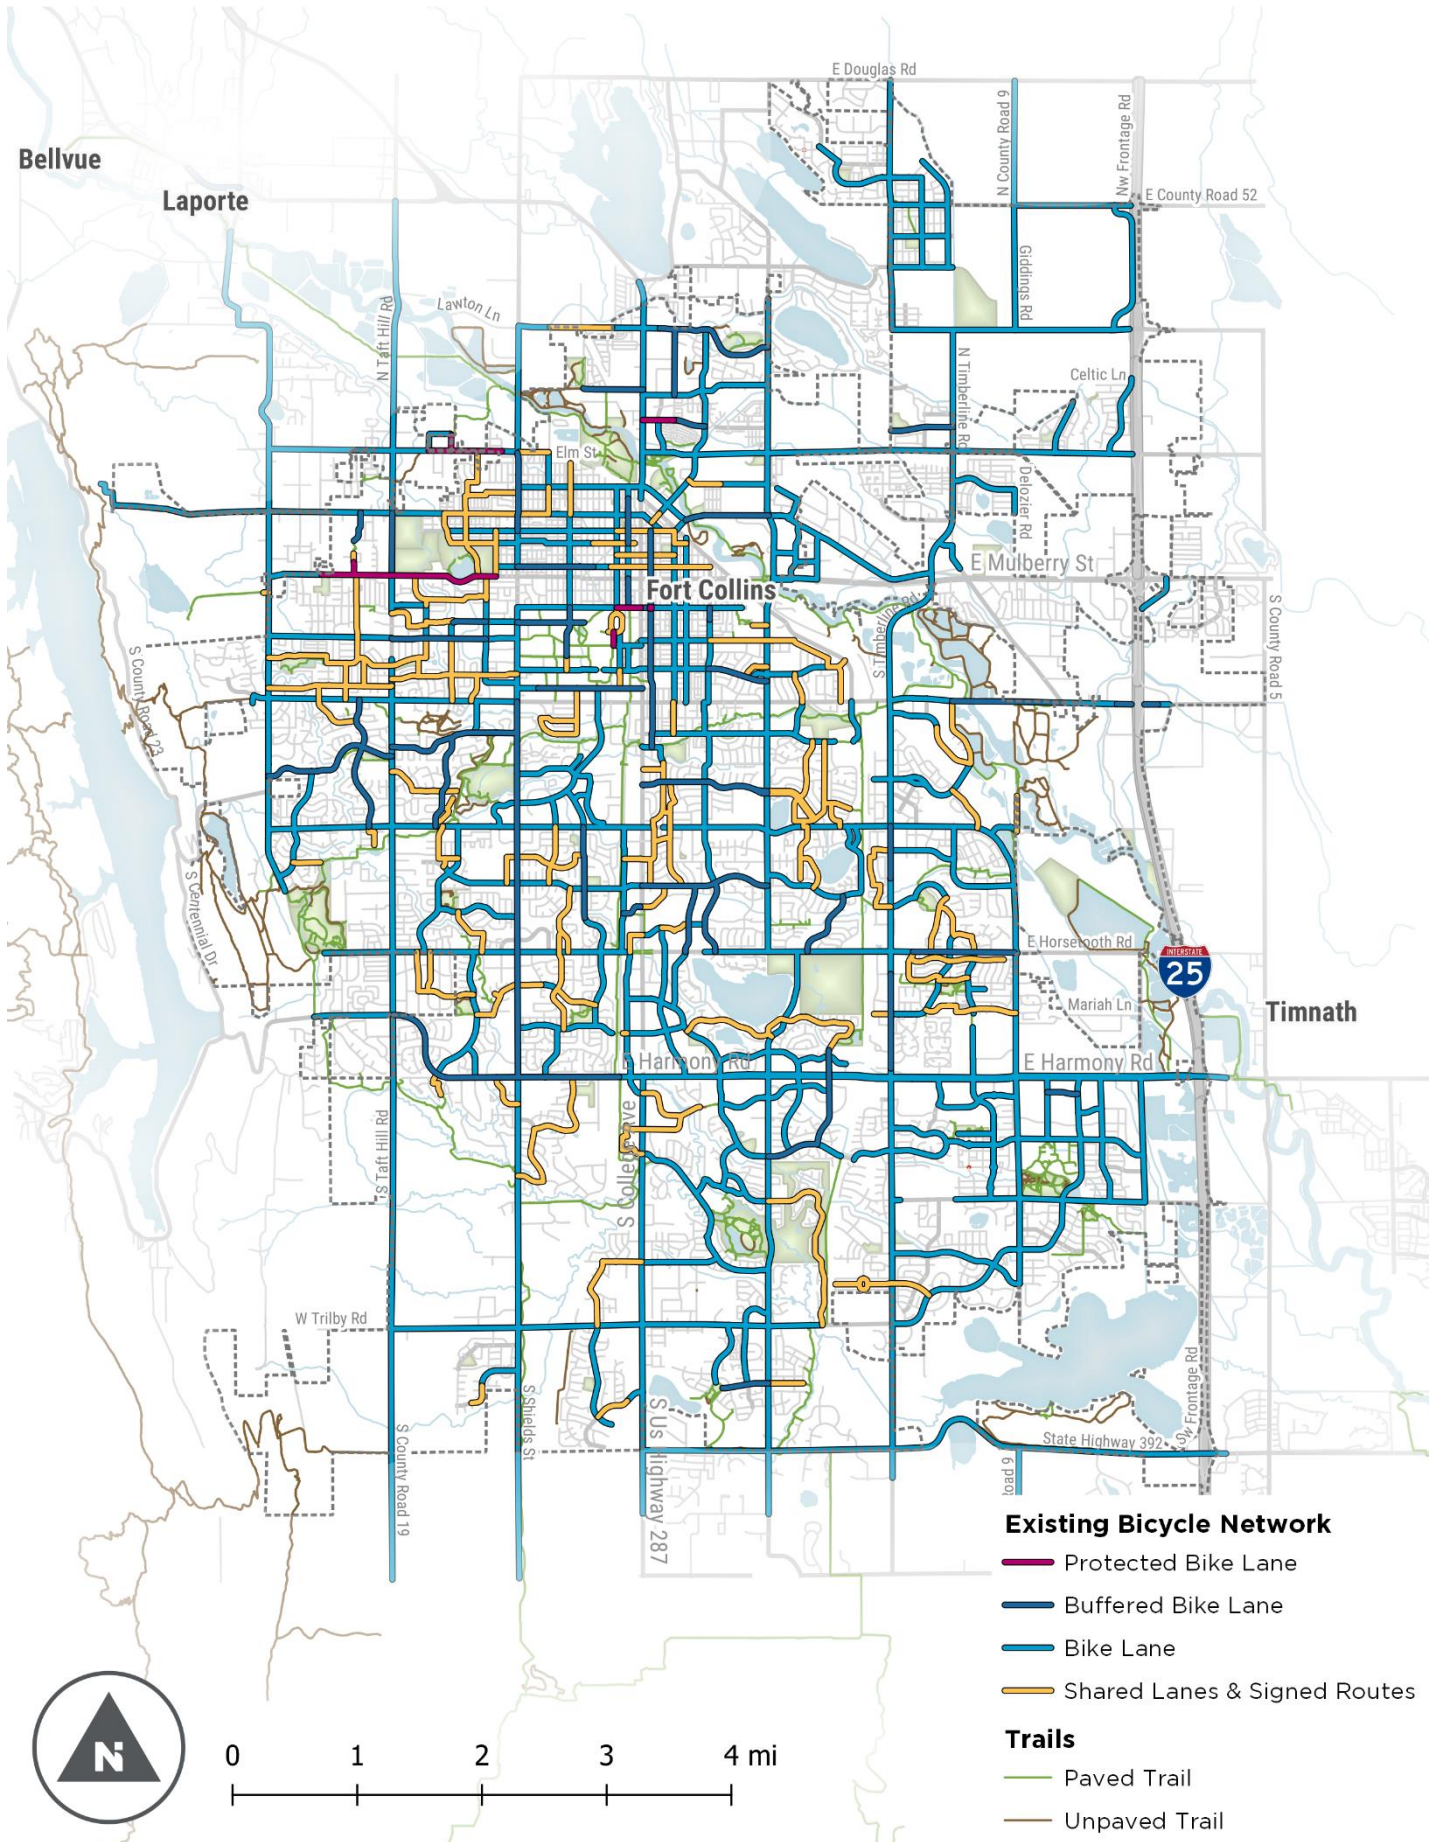 E Douglas Rd
Bellvue
Laporte
N County Road 9
Nw Frontage Rd
E County Road 52
Giddings Rd
N Taft Hill Rd
Lawton Ln
N Timberline Rd
Celtic Ln
Elm St
Delozier Rd
E Mulberry St
Fort Collins
S Timberline Rd
S County Road 5
S County Road 23
S Centennial Dr
E Horsetooth Rd
INTERSTATE
25
Mariah Ln
Timnath
E Harmony Rd
E Harmony Rd
S Taft Hill Rd
S College Ave
W Trilby Rd
S Shields St
S County Road 19
S Us Highway 287
Sw Frontage Rd
State Highway 392
Road 9
Existing Bicycle Network
Protected Bike Lane
Buffered Bike Lane
Bike Lane
Shared Lanes & Signed Routes
Trails
Paved Trail
Unpaved Trail
N
0 1 2 3 4 mi